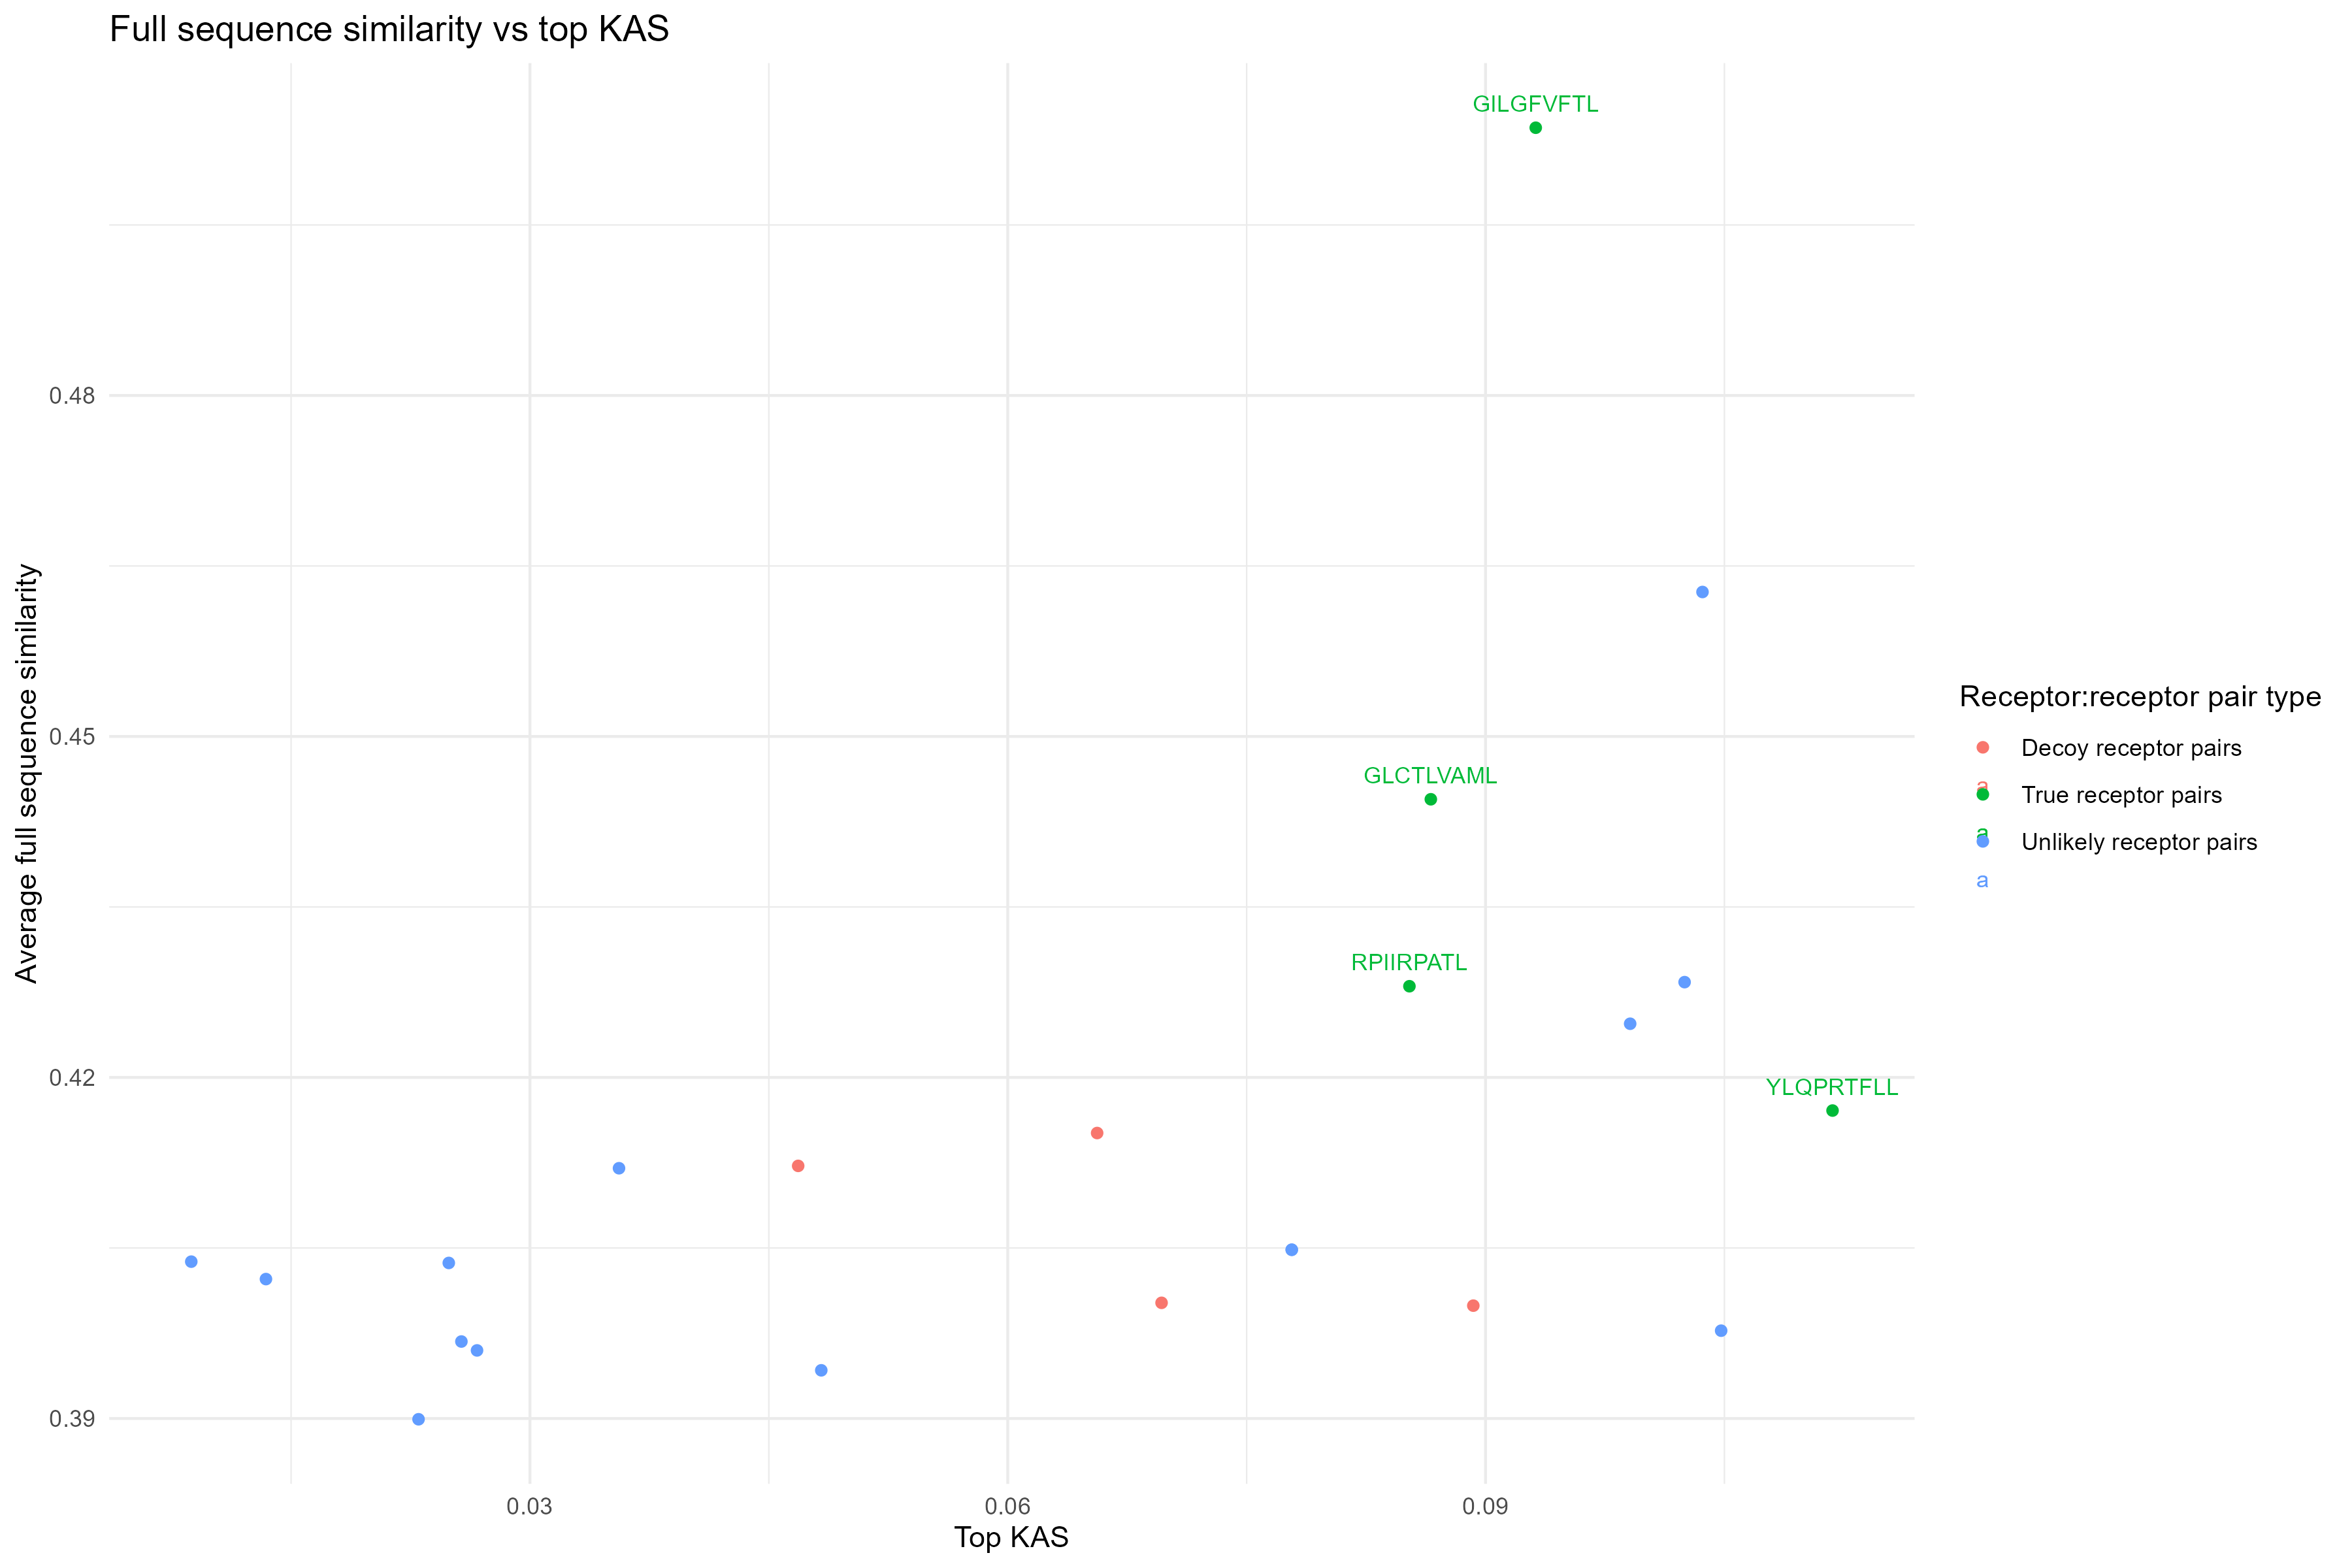 Full sequence similarity vs top KAS
GILGFVFTL
0.48
0.45
GLCTLVAML
RPIIRPATL
0.42
YLQPRTFLL
0.39
0.03
0.06
0.09
Top KAS
Average full sequence similarity
Receptor:receptor pair type
Decoy receptor pairs
a
True receptor pairs
a
Unlikely receptor pairs
a